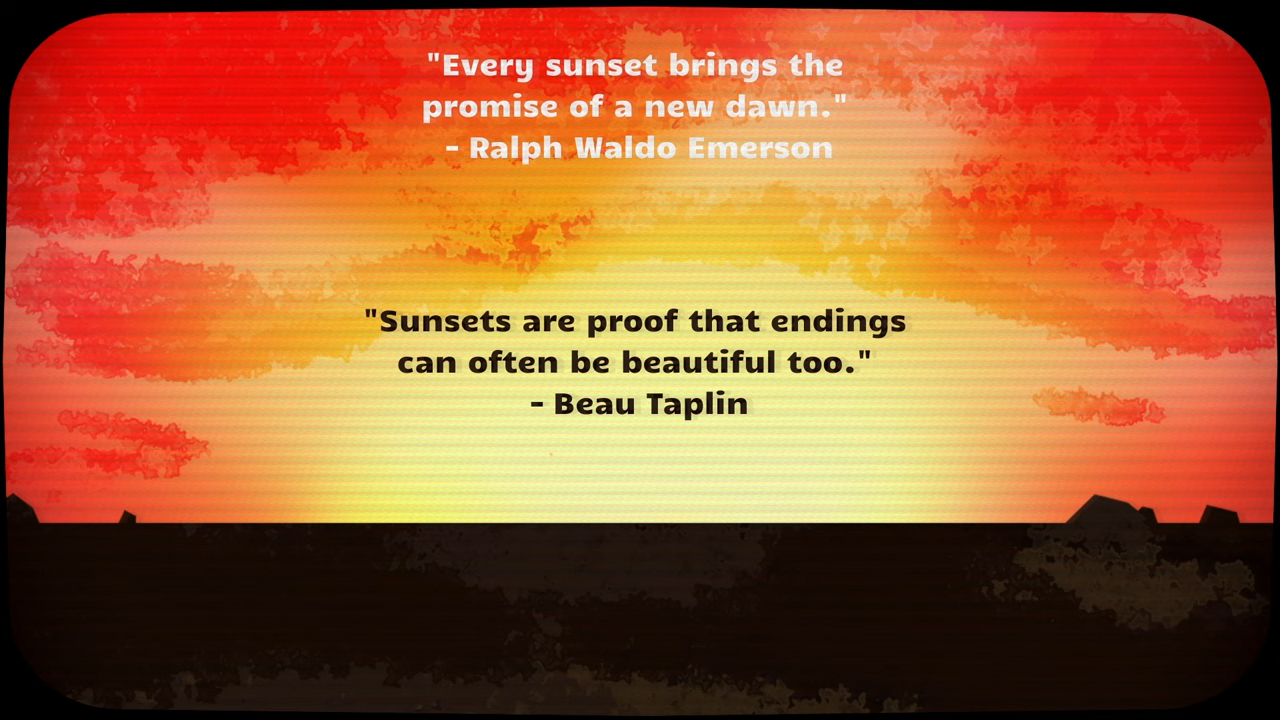 "Every sunset brings the
promise of a new dawn."
- Ralph Waldo Emerson
"Sunsets are proof that endings
can often be beautiful too."
- Beau Taplin